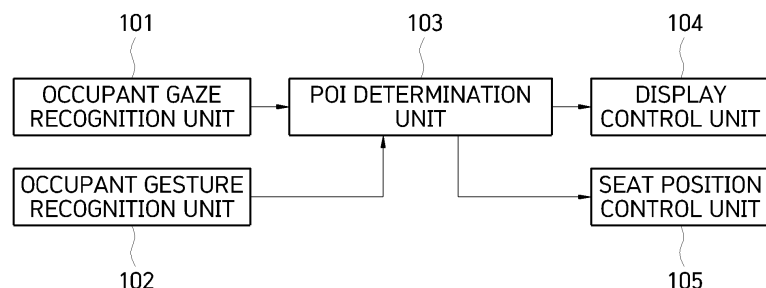 101
103
104
OCCUPANT GAZE
RECOGNITION UNIT
POI DETERMINATION
UNIT
DISPLAY
CONTROL UNIT
OCCUPANT GESTURE
RECOGNITION UNIT
SEAT POSITION
CONTROL UNIT
102
105